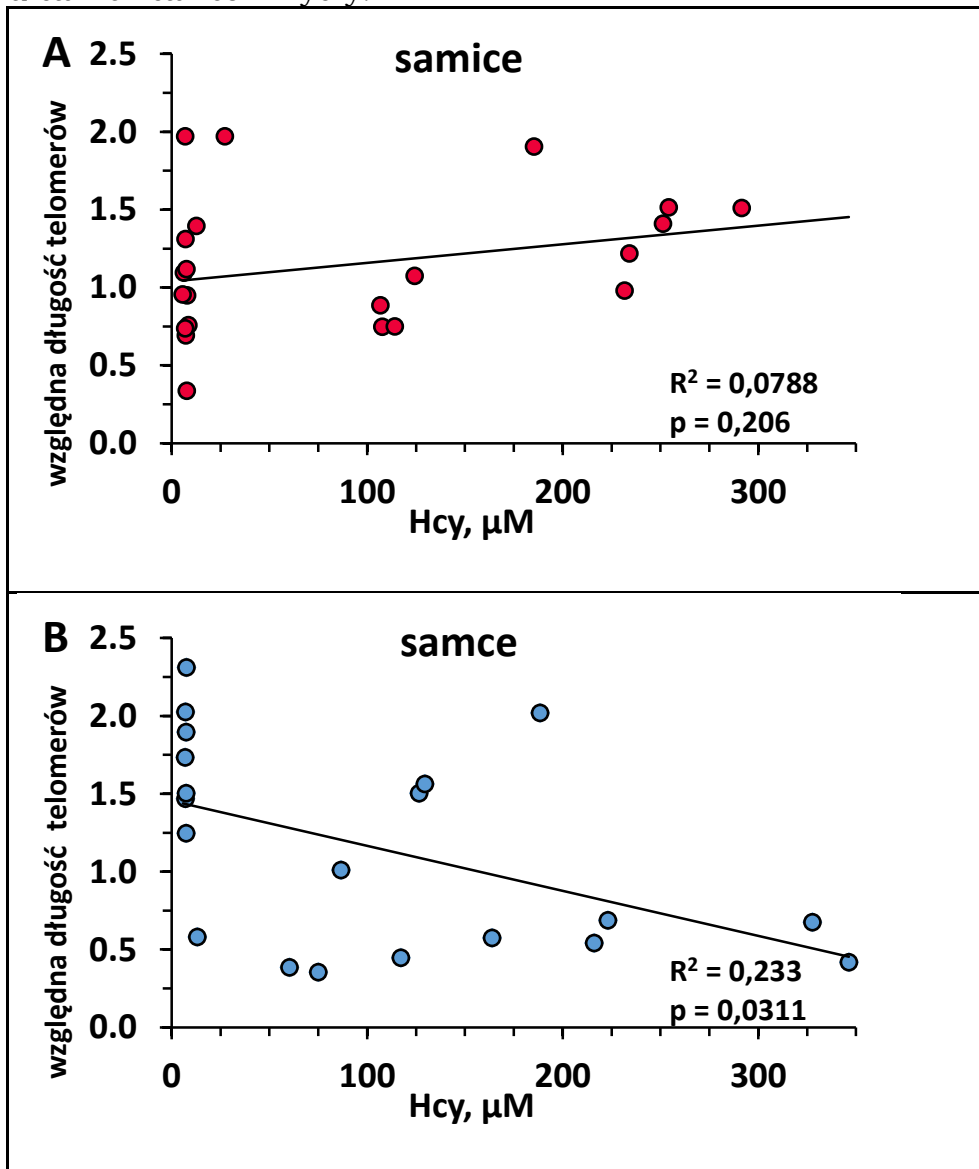 A
samice
względna długość telomerów
2.5
2.0
1.5
1.0
0.5
0.0
R² = 0,0788
p = 0,206
0 100 200 300
Hcy, μM
B
samce
względna długość telomerów
2.5
2.0
1.5
1.0
0.5
0.0
R² = 0,233
p = 0,0311
0 100 200 300
Hcy, μM